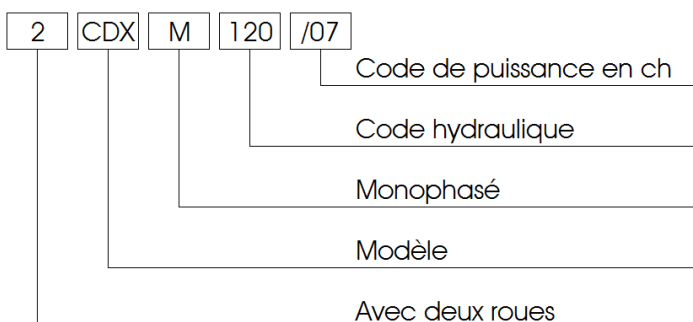 2 CDX M 120 /07
Code de puissance en ch
Code hydraulique
Monophasé
Modèle
Avec deux roues